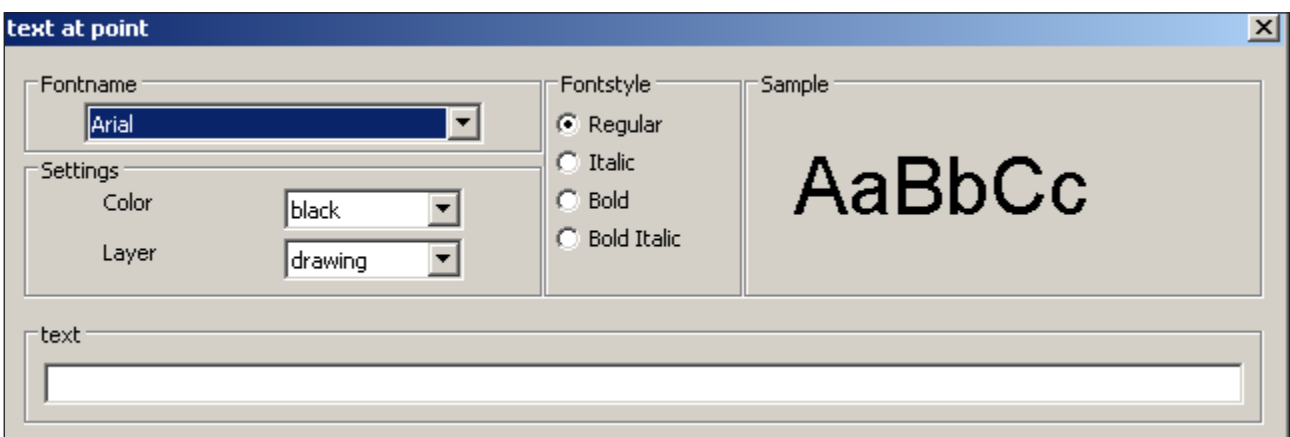 text at point
Fontname
Arial
Settings
Color
black
Layer
drawing
Fontstyle
Regular
Italic
Bold
Bold Italic
Sample
AaBbCc
text